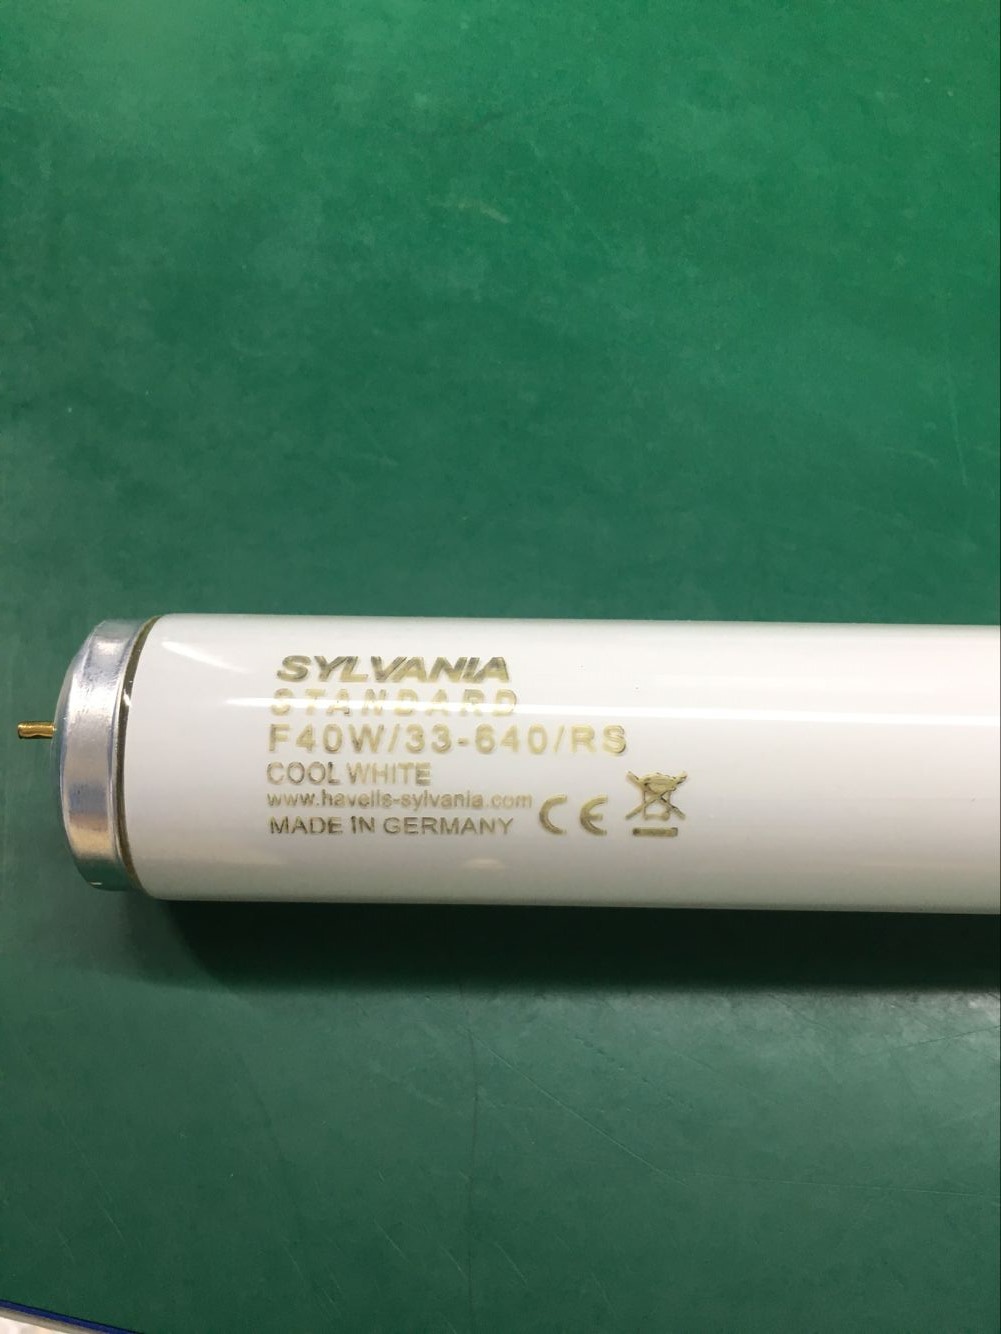 SYLVANIA
STANDARD
F40W/33-640/RS
COOL WHITE
www.havells-sylvania.com
MADE IN GERMANY CE